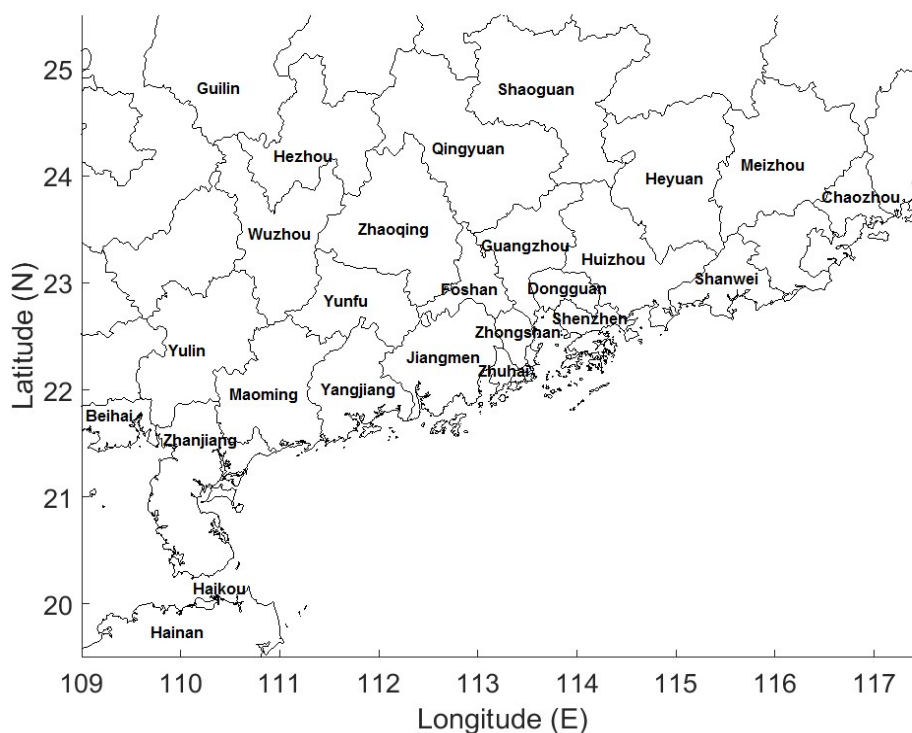 25
Guilin
Shaoguan
Hezhou
Qingyuan
24
Heyuan
Meizhou
Chaozhou
Wuzhou
Zhaoqing
Guangzhou
Huizhou
23
Foshan
Dongguan
Shanwei
Yunfu
Shenzhen
Zhongshan
Yulin
Jiangmen
Zhuhai
22
Maoming
Yangjiang
Beihai
Zhanjiang
21
20
Haikou
Hainan
Latitude (N)
109 110 111 112 113 114 115 116 117
Longitude (E)